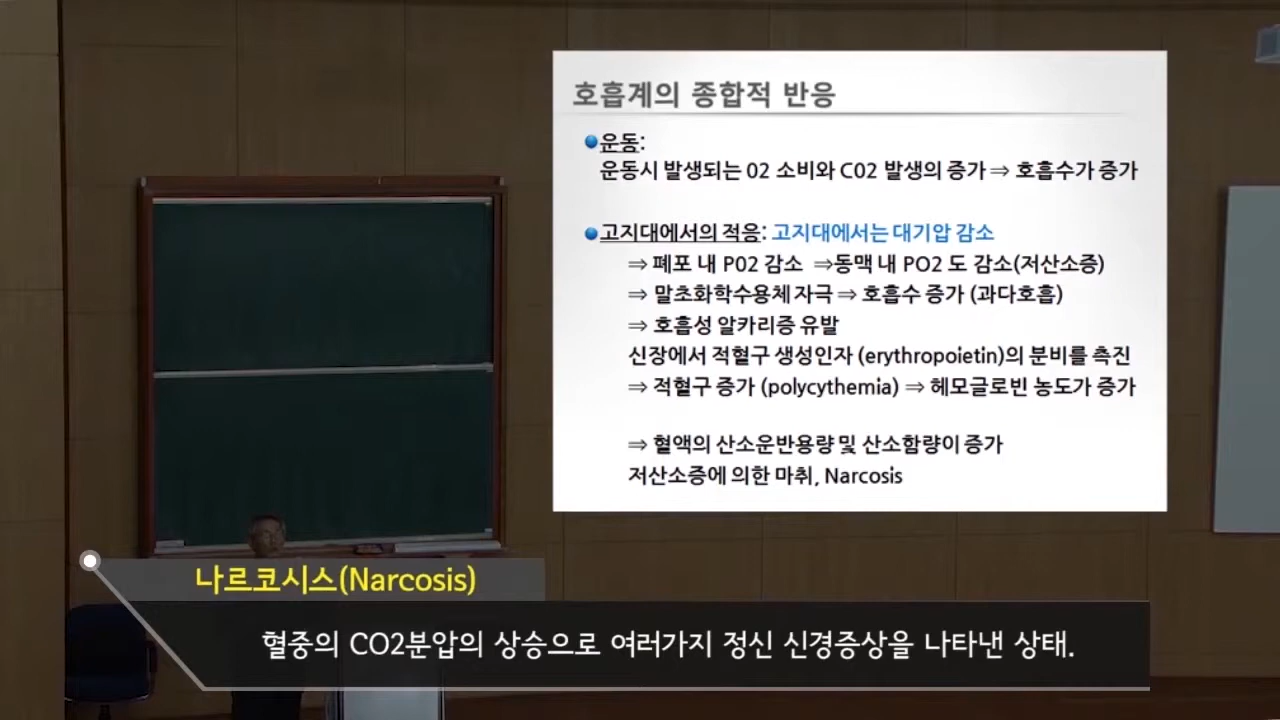 호흡계의 종합적 반응
운동:
운동시 발생되는 02 소비와 C02 발생의 증가 ⇒ 호흡수가 증가
고지대에서의 적응: 고지대에서는 대기압 감소
⇒ 폐포 내 P02 감소 ⇒동맥 내 PO2 도 감소(저산소증)
⇒ 말초화학수용체 자극 ⇒ 호흡수 증가 (과다호흡)
⇒ 호흡성 알카리증 유발
신장에서 적혈구 생성인자 (erythropoietin)의 분비를 촉진
⇒ 적혈구 증가 (polycythemia) ⇒ 헤모글로빈 농도가 증가
⇒ 혈액의 산소운반용량 및 산소함량이 증가
저산소증에 의한 마취, Narcosis
나르코시스(Narcosis)
혈중의 CO2분압의 상승으로 여러가지 정신 신경증상을 나타낸 상태.